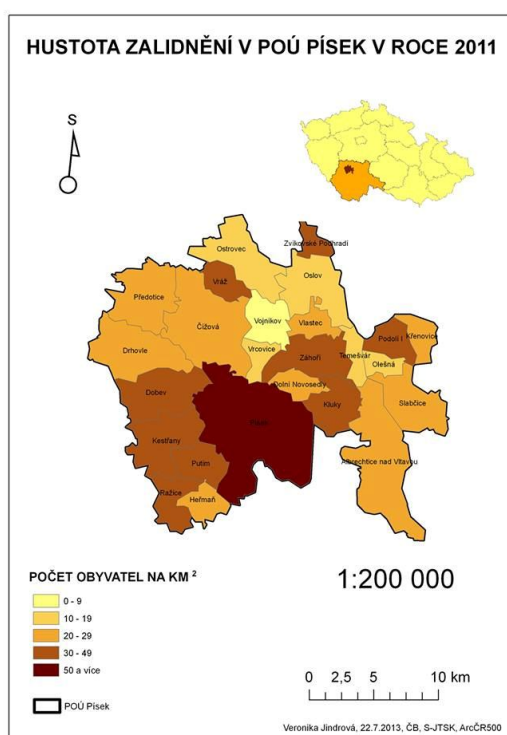 HUSTOTA ZALIDNĚNÍ V POÚ PÍSEK V ROCE 2011
S
Ostrovec
Zvíkovské Podhradí
Oslov
Vráž
Předotice
Vojníkov
Vlastec
Čížová
Křenovice
Podolí I
Vrcovice
Drhovle
Záhoří
Temešvár
Olešná
Dolní Novosedly
Dobev
Kluky
Slabčice
Písek
Kestřany
Albrechtice nad Vltavou
Putim
Ražice
Heřmaň
POČET OBYVATEL NA KM 2
0 - 9
10 - 19
20 - 29
30 - 49
50 a více
POÚ Písek
1:200 000
0 2,5 5 10 km
Veronika Jindrová, 22.7.2013, ČB, S-JTSK, ArcČR500